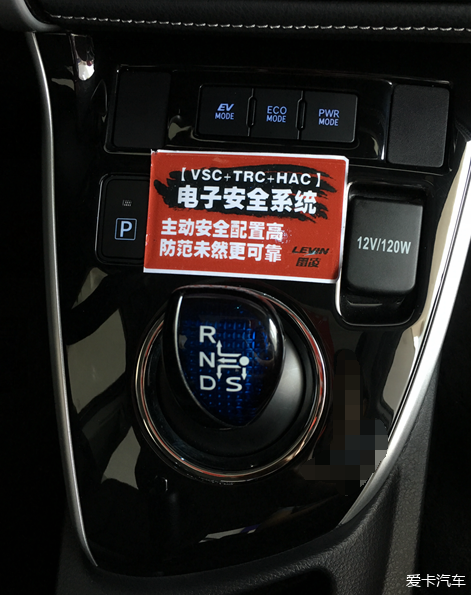 EV
MODE
ECO
MODE
PWR
MODE
【VSC+TRC+HAC】
电子安全系统
主动安全配置高
防范未然更可靠
LEVIN
雷凌
P
12V/120W
R
N
D S
爱卡汽车